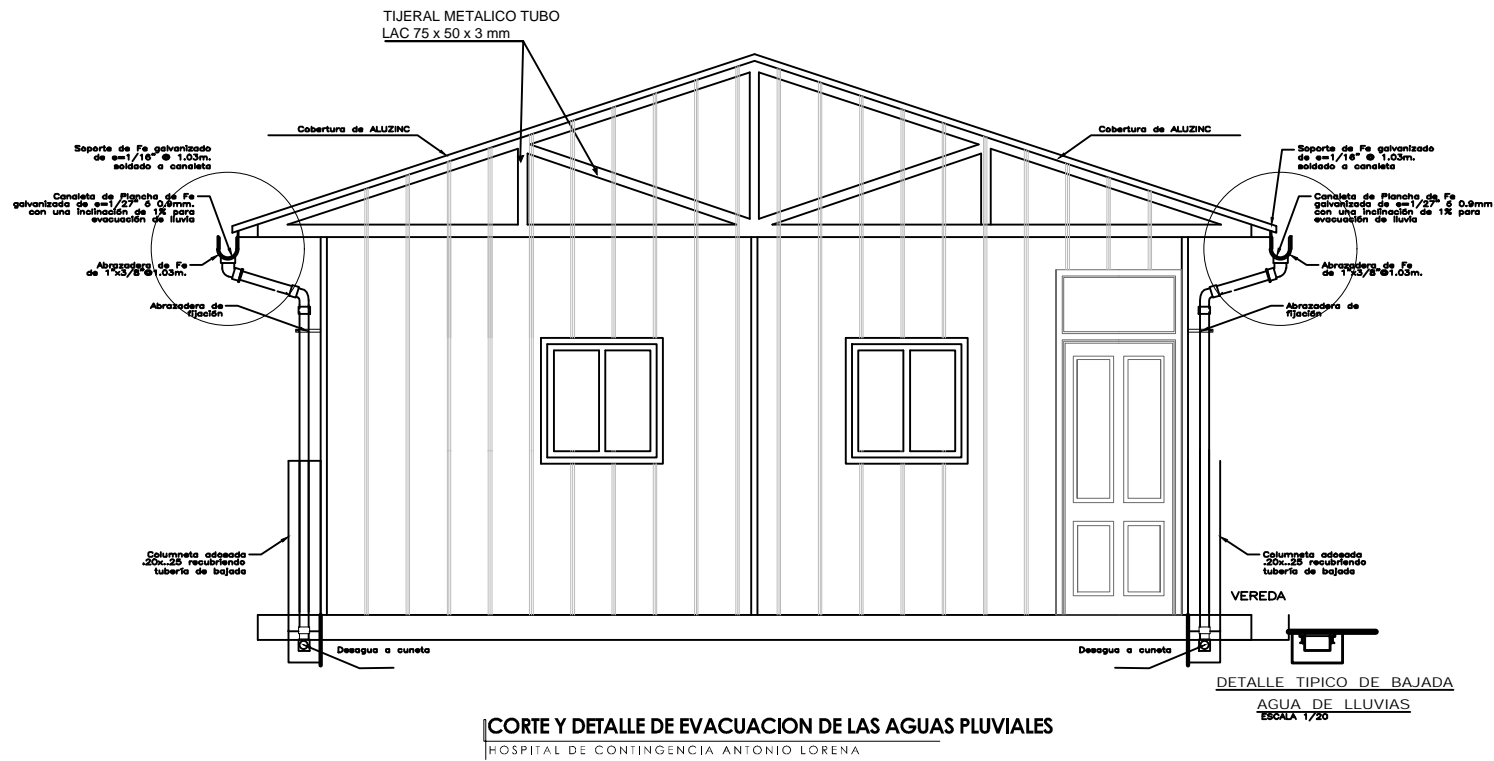 TIJERAL METALICO TUBO
LAC 75 x 50 x 3 mm
Cobertura de ALUZINC
Cobertura de ALUZINC
Soporte de Fe galvanizado
de e=1/16" @ 1.03m.
soldado a canaleta
Canaleta de Plancha de Fe
galvanizada de e=1/27" ó 0.9mm.
con una inclinación de 1% para
evacuación de lluvia
Abrazadera de Fe
de 1"x3/8"@1.03m.
Abrazadera de
fijación
Soporte de Fe galvanizado
de e=1/16" @ 1.03m.
soldado a canaleta
Canaleta de Plancha de Fe
galvanizada de e=1/27" ó 0.9mm
con una inclinación de 1% para
evacuación de lluvia
Abrazadera de Fe
de 1"x3/8"@1.03m.
Abrazadera de
fijación
Columneta adosada
.20x.25 recubriendo
tubería de bajada
Columneta adosada
.20x.25 recubriendo
tubería de bajada
VEREDA
Desagua a cuneta
Desagua a cuneta
DETALLE TIPICO DE BAJADA
AGUA DE LLUVIAS
ESCALA 1/20
CORTE Y DETALLE DE EVACUACION DE LAS AGUAS PLUVIALES
HOSPITAL DE CONTINGENCIA ANTONIO LORENA